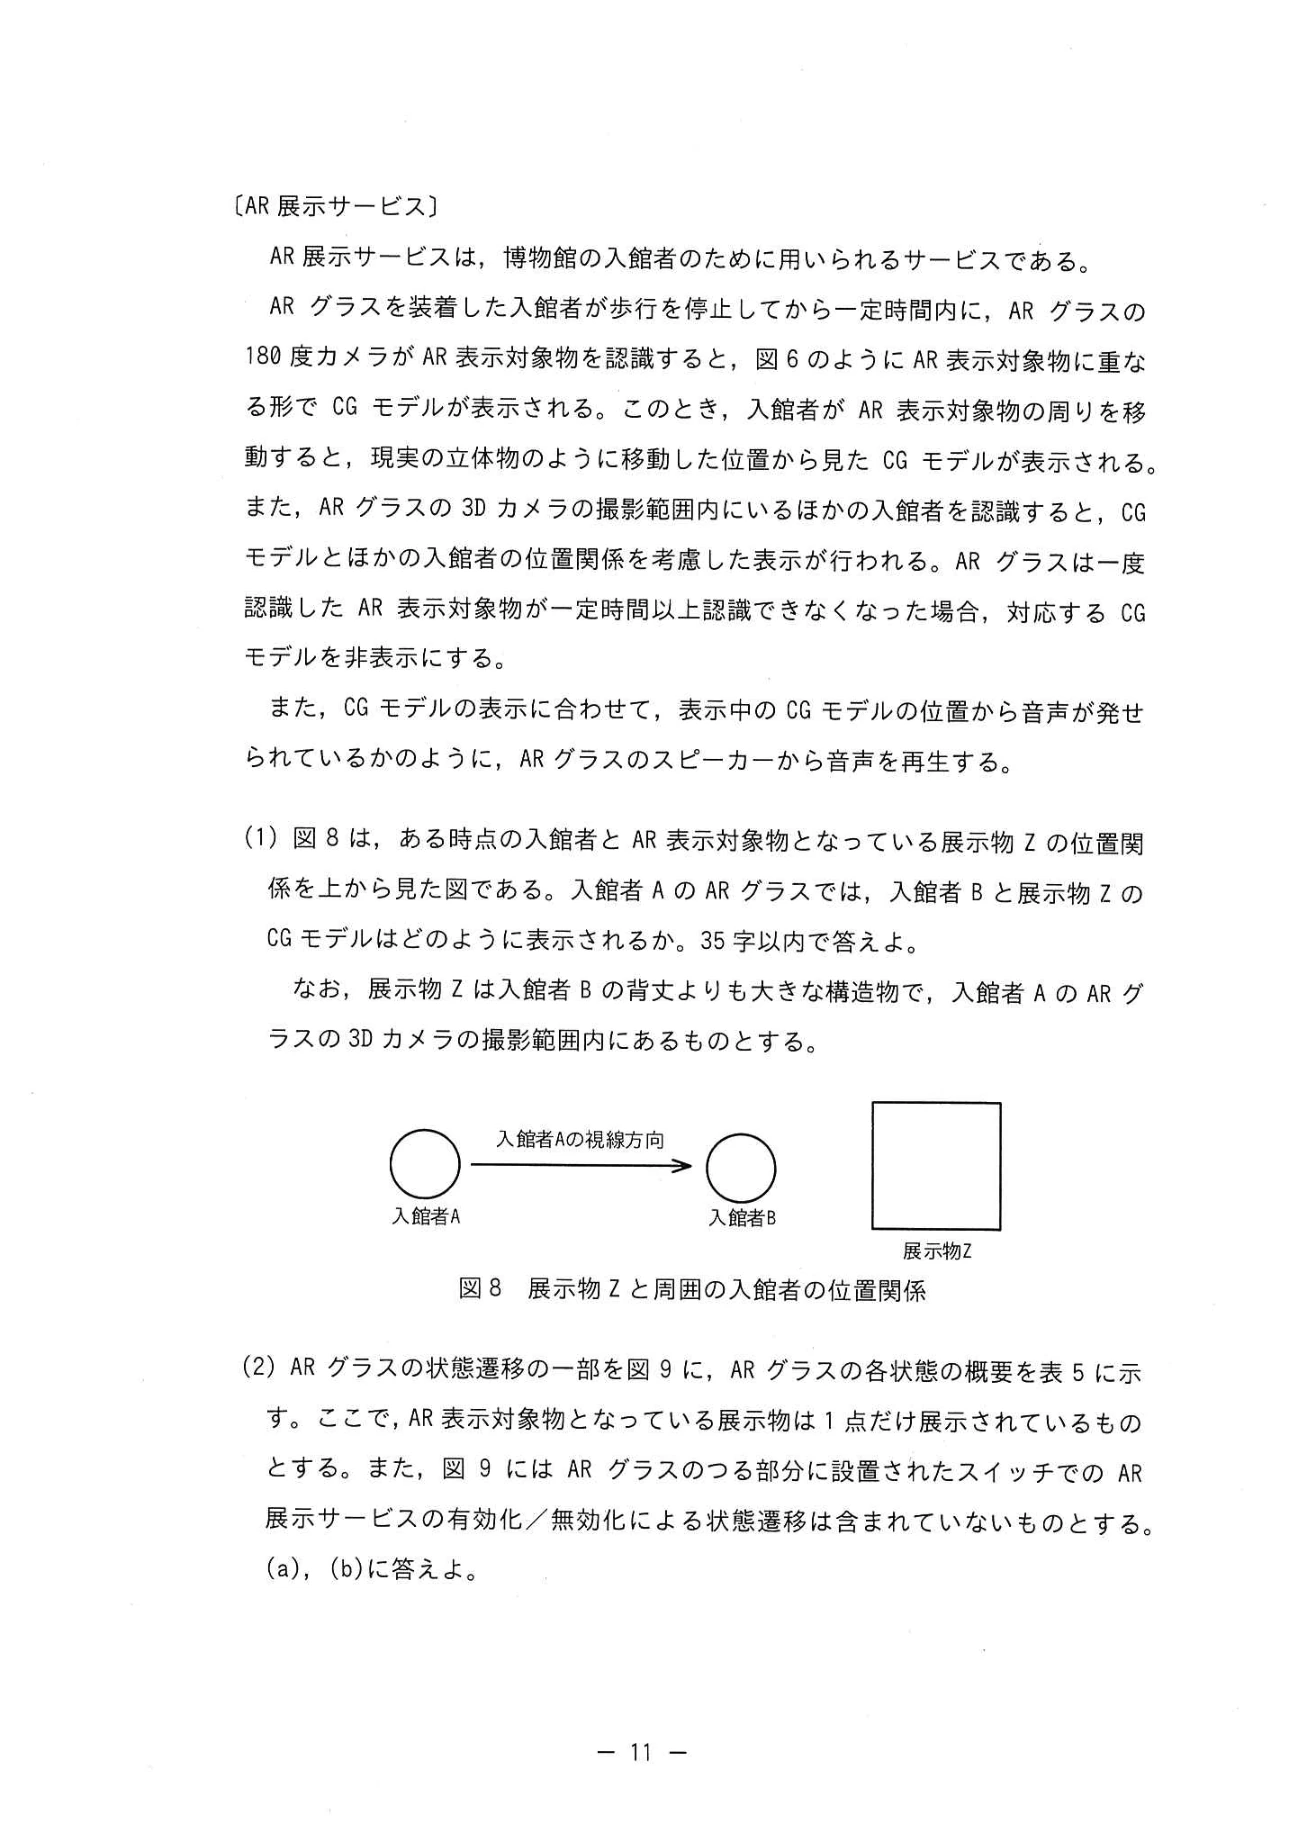 〔AR 展示サービス〕
AR 展示サービスは，博物館の入館者のために用いられるサービスである。
AR グラスを装着した入館者が歩行を停止してから一定時間内に，AR グラスの
180 度カメラが AR 表示対象物を認識すると，図 6 のように AR 表示対象物に重な
る形で CG モデルが表示される。このとき，入館者が AR 表示対象物の周りを移
動すると，現実の立体物のように移動した位置から見た CG モデルが表示される。
また，AR グラスの 3D カメラの撮影範囲内にいるほかの入館者を認識すると，CG
モデルとほかの入館者の位置関係を考慮した表示が行われる。AR グラスは一度
認識した AR 表示対象物が一定時間以上認識できなくなった場合，対応する CG
モデルを非表示にする。
また，CG モデルの表示に合わせて，表示中の CG モデルの位置から音声が発せ
られているかのように，AR グラスのスピーカーから音声を再生する。
(1) 図 8 は，ある時点の入館者と AR 表示対象物となっている展示物 Z の位置関
係を上から見た図である。入館者 A の AR グラスでは，入館者 B と展示物 Z の
CG モデルはどのように表示されるか。35 字以内で答えよ。
なお，展示物 Z は入館者 B の背丈よりも大きな構造物で，入館者 A の AR グ
ラスの 3D カメラの撮影範囲内にあるものとする。
入館者Aの視線方向
入館者A
入館者B
展示物Z
図 8　展示物 Z と周囲の入館者の位置関係
(2) AR グラスの状態遷移の一部を図 9 に，AR グラスの各状態の概要を表 5 に示
す。ここで，AR 表示対象物となっている展示物は 1 点だけ展示されているもの
とする。また，図 9 には AR グラスのつる部分に設置されたスイッチでの AR
展示サービスの有効化／無効化による状態遷移は含まれていないものとする。
(a)，(b)に答えよ。
－ 11 －